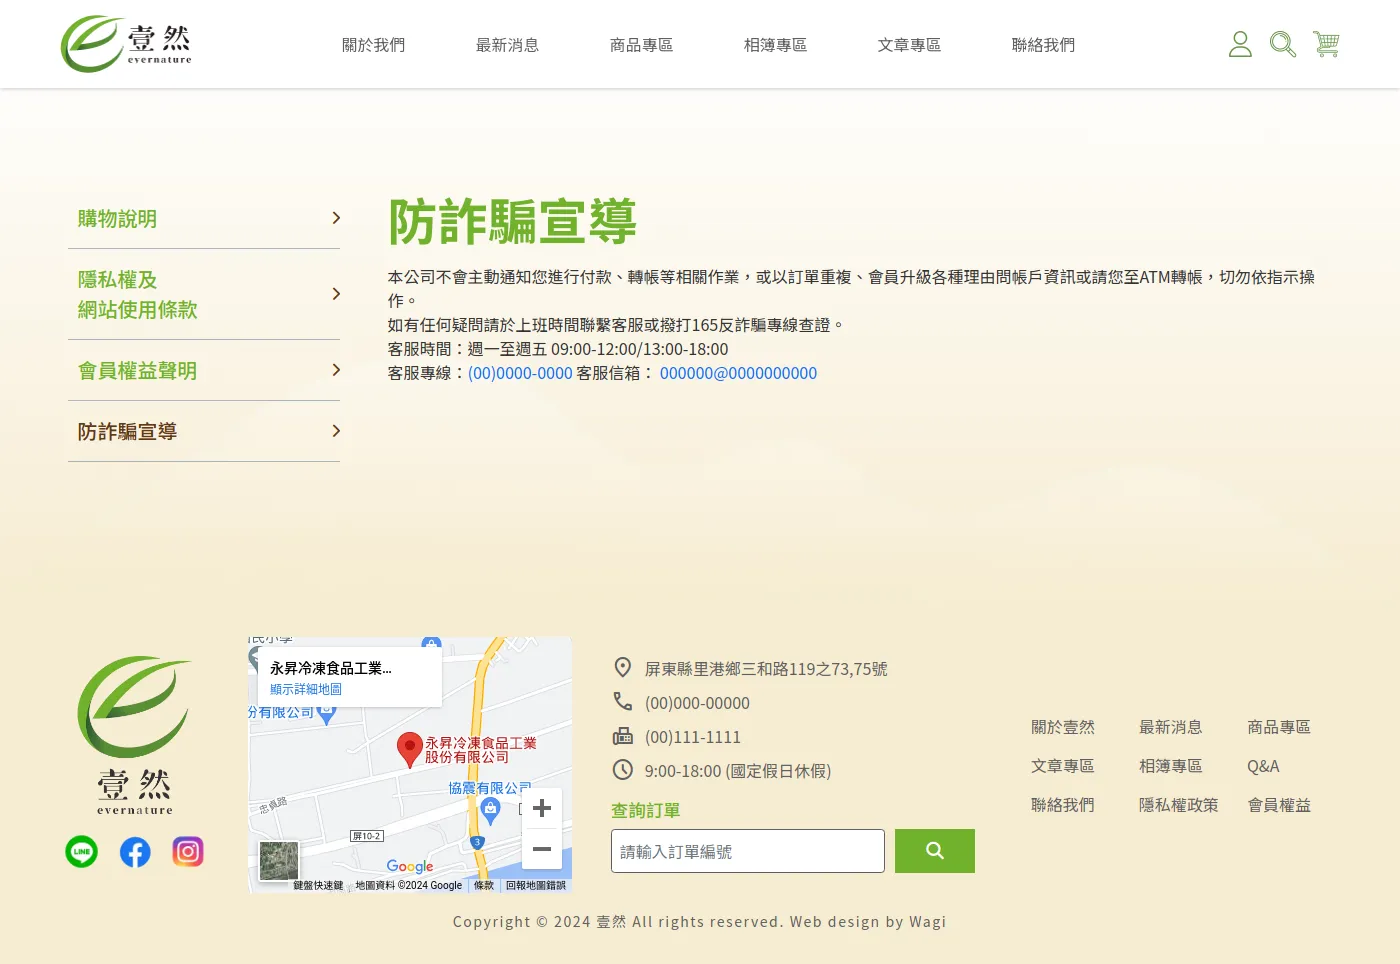 壹然
evernature
關於我們
最新消息
商品專區
相簿專區
文章專區
聯絡我們
購物說明
隱私權及
網站使用條款
會員權益聲明
防詐騙宣導
防詐騙宣導
本公司不會主動通知您進行付款、轉帳等相關作業，或以訂單重複、會員升級各種理由問帳戶資訊或請您至ATM轉帳，切勿依指示操
作。
如有任何疑問請於上班時間聯繫客服或撥打165反詐騙專線查證。
客服時間：週一至週五 09:00-12:00/13:00-18:00
客服專線：(00)0000-0000 客服信箱： 000000@0000000000
壹然
evernature
LINE
永昇冷凍食品工業...
顯示詳細地圖
份有限公司
永昇冷凍食品工業
股份有限公司
協震有限公司
忠貞路
屏10-2
3
Google
鍵盤快速鍵
地圖資料 ©2024 Google
條款
回報地圖錯誤
屏東縣里港鄉三和路119之73,75號
(00)000-00000
(00)111-1111
9:00-18:00 (國定假日休假)
查詢訂單
請輸入訂單編號
關於壹然
最新消息
商品專區
文章專區
相簿專區
Q&A
聯絡我們
隱私權政策
會員權益
Copyright © 2024 壹然 All rights reserved. Web design by Wagi